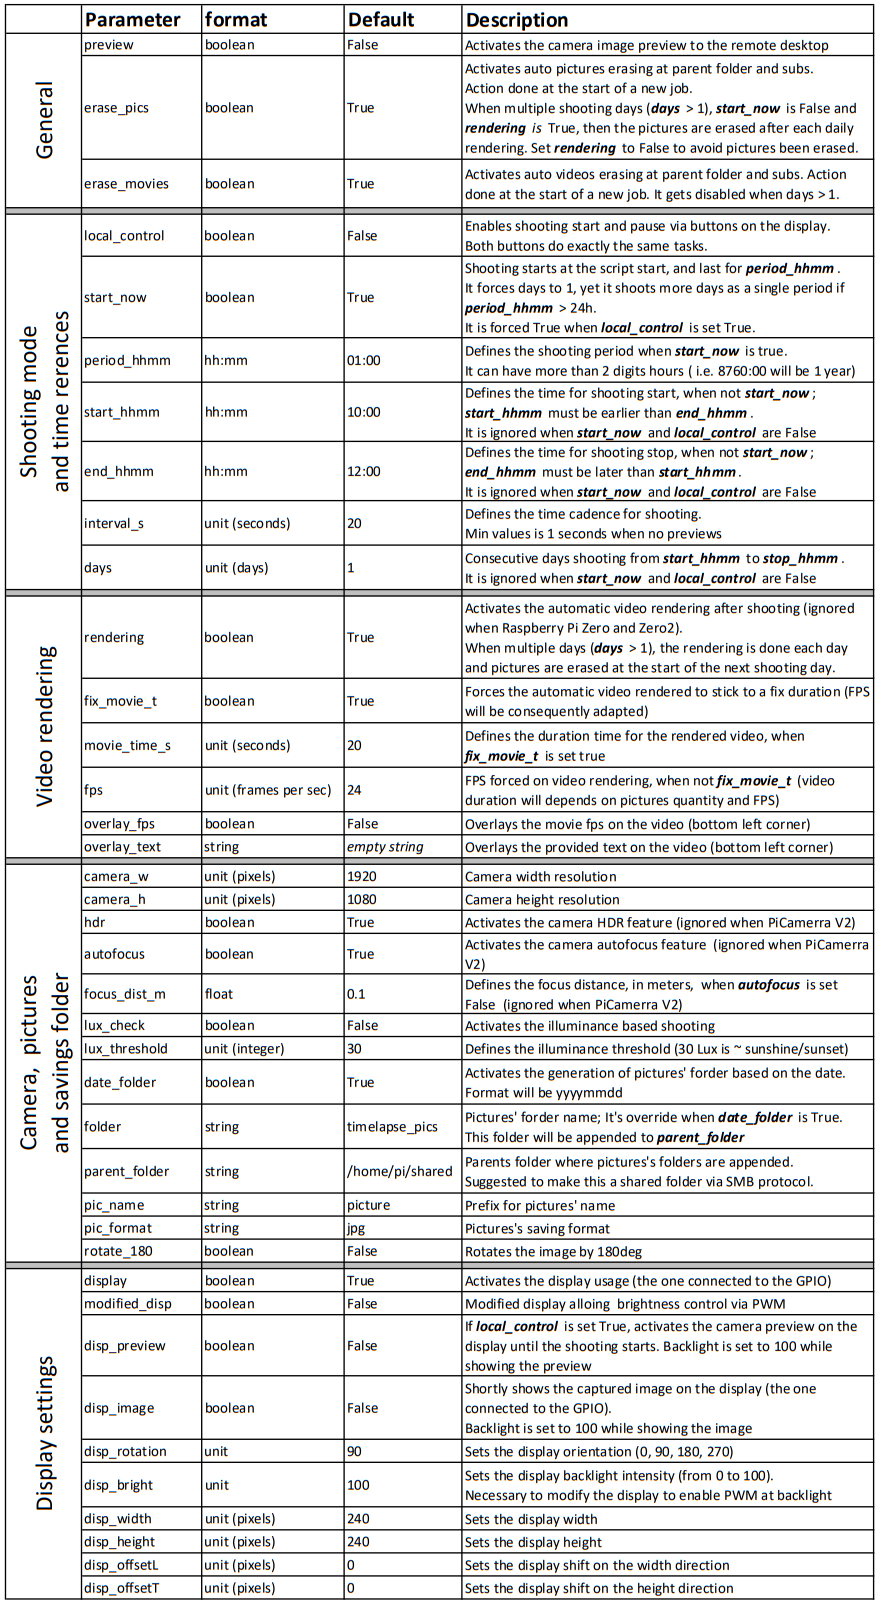 Parameter format Default Description
General
preview boolean False Activates the camera image preview to the remote desktop
erase_pics boolean True Activates auto pictures erasing at parent folder and subs.
Action done at the start of a new job.
When multiple shooting days (days > 1), start_now is False and
rendering is True, then the pictures are erased after each daily
rendering. Set rendering to False to avoid pictures been erased.
erase_movies boolean True Activates auto videos erasing at parent folder and subs. Action
done at the start of a new job. It gets disabled when days > 1.
Shooting mode
and time rerences
local_control boolean False Enables shooting start and pause via buttons on the display.
Both buttons do exactly the same tasks.
start_now boolean True Shooting starts at the script start, and last for period_hhmm .
It forces days to 1, yet it shoots more days as a single period if
period_hhmm > 24h.
It is forced True when local_control is set True.
period_hhmm hh:mm 01:00 Defines the shooting period when start_now is true.
It can have more than 2 digits hours ( i.e. 8760:00 will be 1 year)
start_hhmm hh:mm 10:00 Defines the time for shooting start, when not start_now ;
start_hhmm must be earlier than end_hhmm .
It is ignored when start_now and local_control are False
end_hhmm hh:mm 12:00 Defines the time for shooting stop, when not start_now ;
end_hhmm must be later than start_hhmm .
It is ignored when start_now and local_control are False
interval_s unit (seconds) 20 Defines the time cadence for shooting.
Min values is 1 seconds when no previews
days unit (days) 1 Consecutive days shooting from start_hhmm to stop_hhmm .
It is ignored when start_now and local_control are False
Video rendering
rendering boolean True Activates the automatic video rendering after shooting (ignored
when Raspberry Pi Zero and Zero2).
When multiple days (days > 1), the rendering is done each day
and pictures are erased at the start of the next shooting day.
fix_movie_t boolean True Forces the automatic video rendered to stick to a fix duration (FPS
will be consequently adapted)
movie_time_s unit (seconds) 20 Defines the duration time for the rendered video, when
fix_movie_t is set true
fps unit (frames per sec) 24 FPS forced on video rendering, when not fix_movie_t (video
duration will depends on pictures quantity and FPS)
overlay_fps boolean False Overlays the movie fps on the video (bottom left corner)
overlay_text string empty string Overlays the provided text on the video (bottom left corner)
Camera, pictures
and savings folder
camera_w unit (pixels) 1920 Camera width resolution
camera_h unit (pixels) 1080 Camera height resolution
hdr boolean True Activates the camera HDR feature (ignored when PiCamerra V2)
autofocus boolean True Activates the camera autofocus feature (ignored when PiCamerra
V2)
focus_dist_m float 0.1 Defines the focus distance, in meters, when autofocus is set
False (ignored when PiCamerra V2)
lux_check boolean False Activates the illuminance based shooting
lux_threshold unit (integer) 30 Defines the illuminance threshold (30 Lux is ~ sunshine/sunset)
date_folder boolean True Activates the generation of pictures' forder based on the date.
Format will be yyyymmdd
folder string timelapse_pics Pictures' forder name; It's override when date_folder is True.
This folder will be appended to parent_folder
parent_folder string /home/pi/shared Parents folder where pictures's folders are appended.
Suggested to make this a shared folder via SMB protocol.
pic_name string picture Prefix for pictures' name
pic_format string jpg Pictures's saving format
rotate_180 boolean False Rotates the image by 180deg
Display settings
display boolean True Activates the display usage (the one connected to the GPIO)
modified_disp boolean False Modified display alloing brightness control via PWM
disp_preview boolean False If local_control is set True, activates the camera preview on the
display until the shooting starts. Backlight is set to 100 while
showing the preview
disp_image boolean False Shortly shows the captured image on the display (the one
connected to the GPIO).
Backlight is set to 100 while showing the image
disp_rotation unit 90 Sets the display orientation (0, 90, 180, 270)
disp_bright unit 100 Sets the display backlight intensity (from 0 to 100).
Necessary to modify the display to enable PWM at backlight
disp_width unit (pixels) 240 Sets the display width
disp_height unit (pixels) 240 Sets the display height
disp_offsetL unit (pixels) 0 Sets the display shift on the width direction
disp_offsetT unit (pixels) 0 Sets the display shift on the height direction